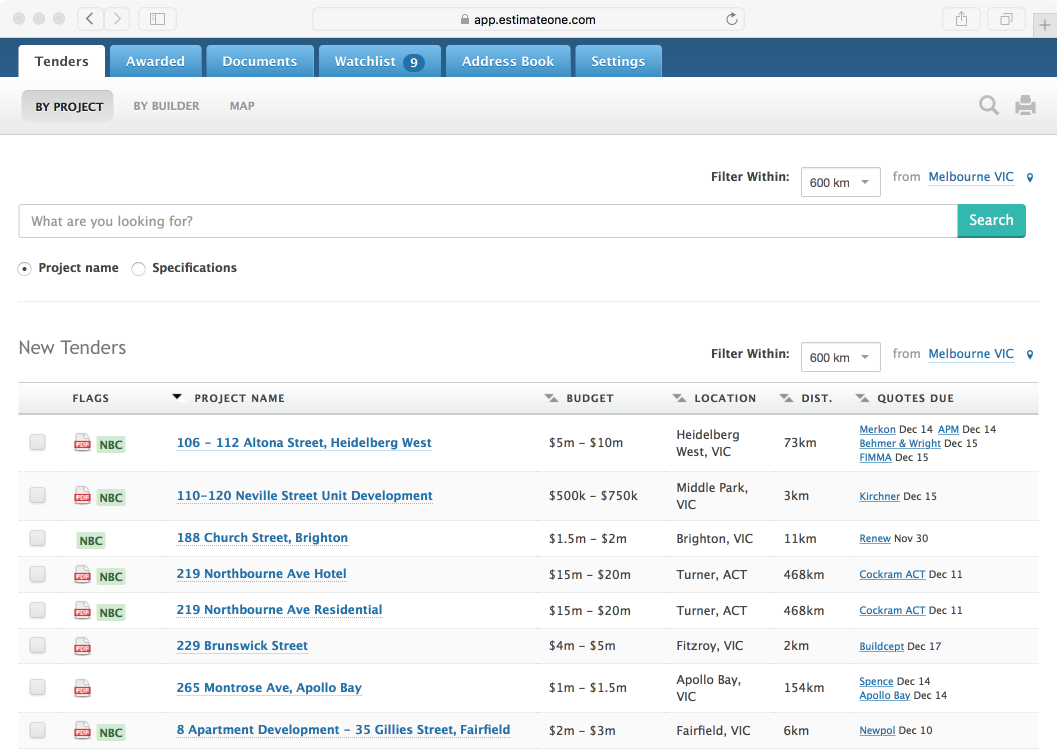 app.estimateone.com
Tenders Awarded Documents Watchlist 9 Address Book Settings
BY PROJECT BY BUILDER MAP
Filter Within: 600 km from Melbourne VIC
What are you looking for? Search
Project name Specifications
New Tenders
Filter Within: 600 km from Melbourne VIC
FLAGS PROJECT NAME BUDGET LOCATION DIST. QUOTES DUE
PDF NBC 106 – 112 Altona Street, Heidelberg West $5m – $10m Heidelberg West, VIC 73km Merkon Dec 14 APM Dec 14
Behmer & Wright Dec 15
FIMMA Dec 15
PDF NBC 110-120 Neville Street Unit Development $500k – $750k Middle Park, VIC 3km Kirchner Dec 15
NBC 188 Church Street, Brighton $1.5m – $2m Brighton, VIC 11km Renew Nov 30
PDF NBC 219 Northbourne Ave Hotel $15m – $20m Turner, ACT 468km Cockram ACT Dec 11
PDF NBC 219 Northbourne Ave Residential $15m – $20m Turner, ACT 468km Cockram ACT Dec 11
PDF 229 Brunswick Street $4m – $5m Fitzroy, VIC 2km Buildcept Dec 17
PDF 265 Montrose Ave, Apollo Bay $1m – $1.5m Apollo Bay, VIC 154km Spence Dec 14
Apollo Bay Dec 14
PDF NBC 8 Apartment Development – 35 Gillies Street, Fairfield $2m – $3m Fairfield, VIC 6km Newpol Dec 10